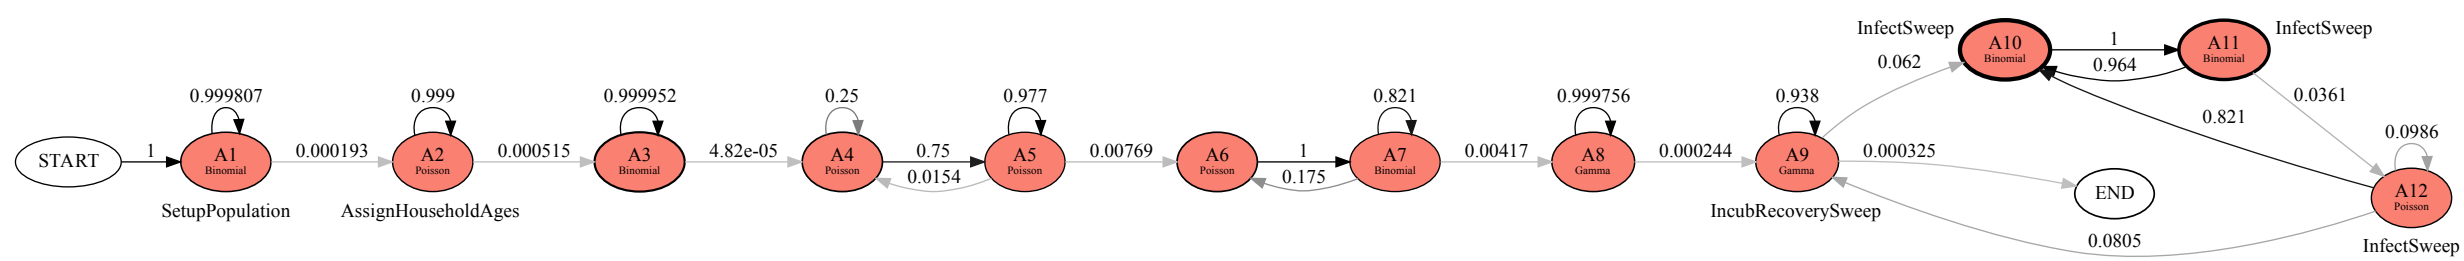 START
1
0.999807
A1
Binomial
SetupPopulation
0.000193
0.999
A2
Poisson
AssignHouseholdAges
0.000515
0.999952
A3
Binomial
4.82e-05
0.25
A4
Poisson
0.75
0.0154
0.977
A5
Poisson
0.00769
A6
Poisson
1
0.175
0.821
A7
Binomial
0.00417
0.999756
A8
Gamma
0.000244
0.938
A9
Gamma
IncubRecoverySweep
0.062
0.000325
END
InfectSweep
A10
Binomial
1
0.964
A11
Binomial
InfectSweep
0.0361
0.821
0.0986
A12
Poisson
InfectSweep
0.0805